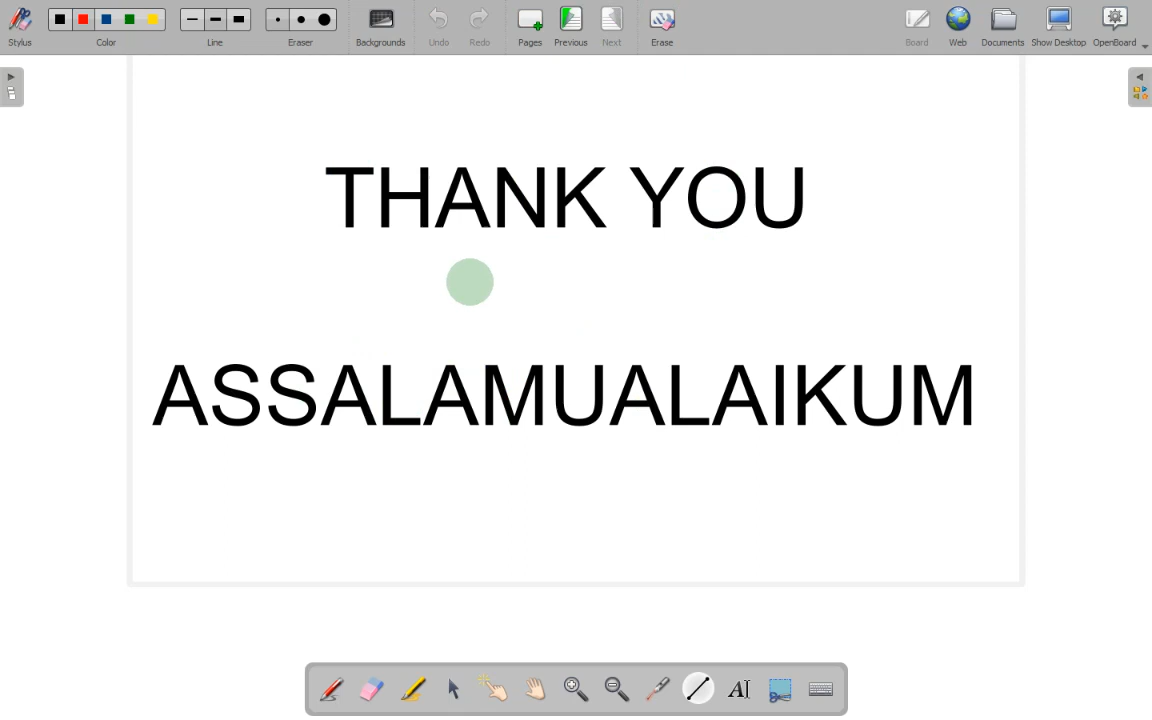 Stylus Color Line Eraser Backgrounds Undo Redo Pages Previous Next Erase Board Web Documents Show Desktop OpenBoard
THANK YOU
ASSALAMUALAIKUM
AI